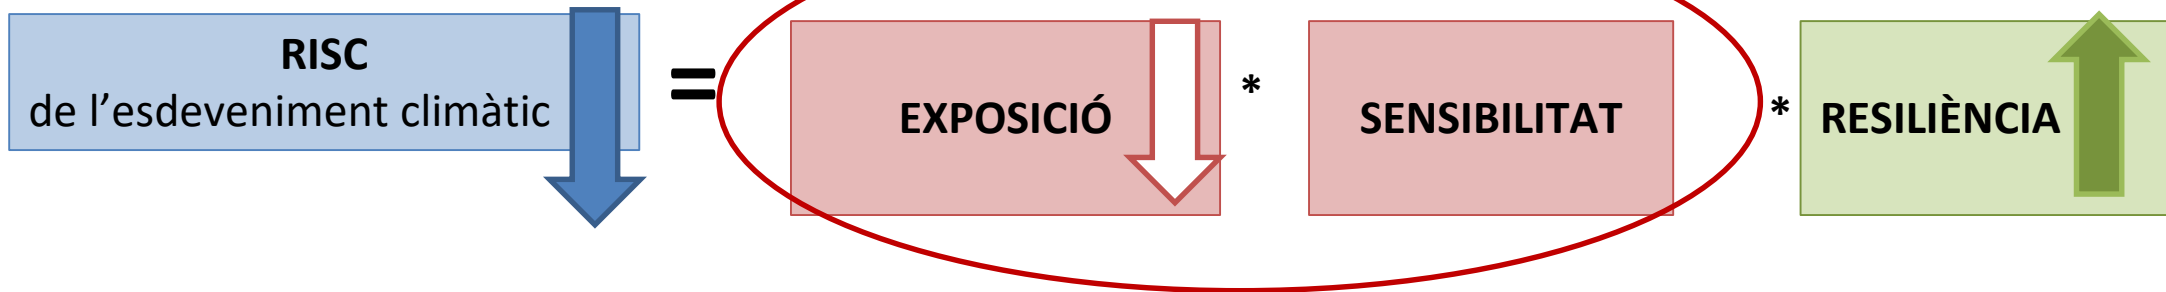 RISC
de l’esdeveniment climàtic
=
EXPOSICIÓ
*
SENSIBILITAT
*
RESILIÈNCIA